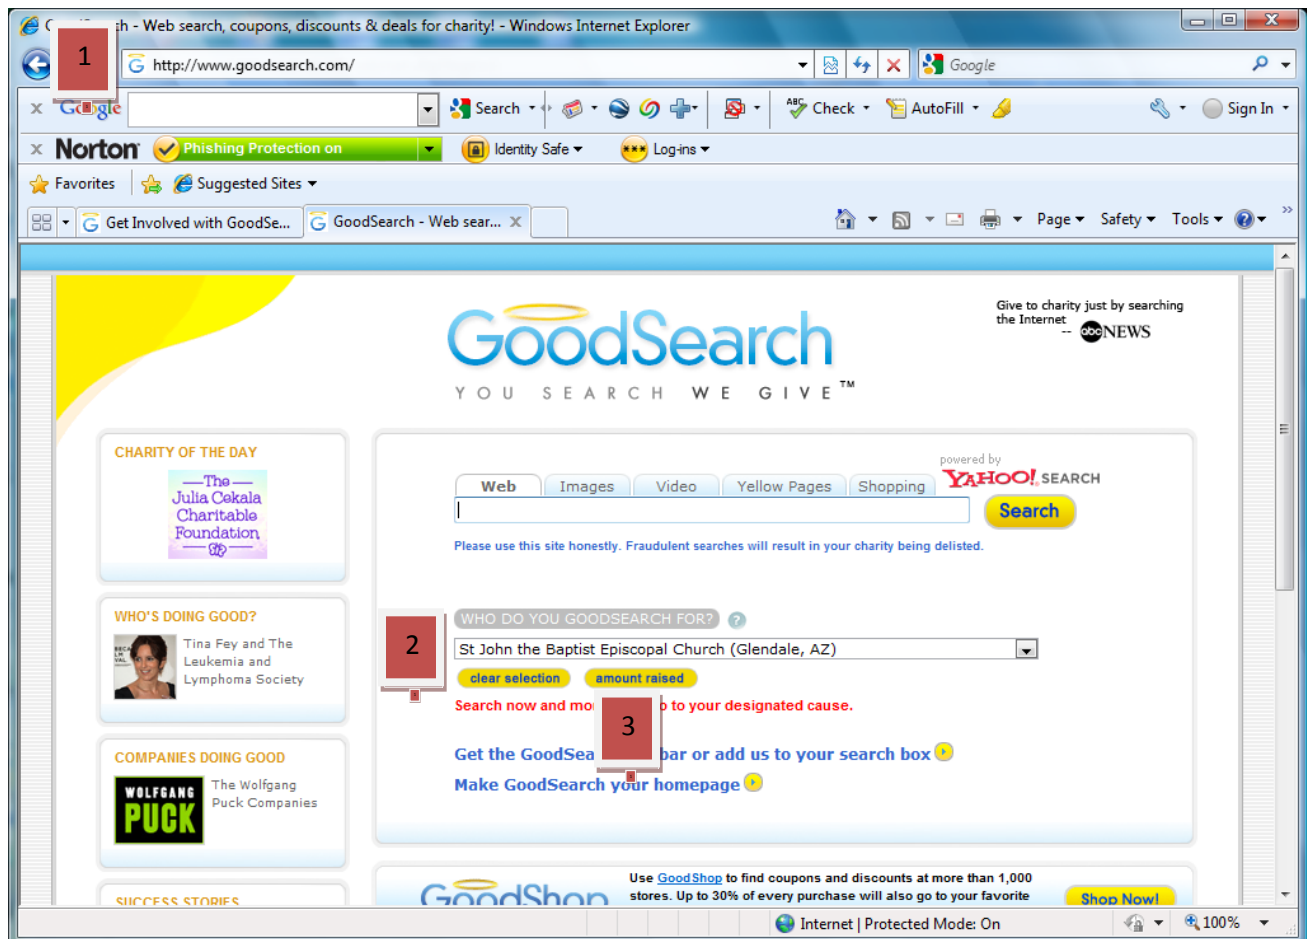 h - Web search, coupons, discounts & deals for charity! - Windows Internet Explorer
1
http://www.goodsearch.com/
Google
x Google Search Check AutoFill Sign In
x Norton Phishing Protection on Identity Safe Log-ins
Favorites Suggested Sites
Get Involved with GoodSe... GoodSearch - Web sear... X Page Safety Tools
GoodSearch
YOU SEARCH WE GIVE™
Give to charity just by searching
the Internet
-- abc NEWS
CHARITY OF THE DAY
The
Julia Cekala
Charitable
Foundation
powered by
YAHOO! SEARCH
Web Images Video Yellow Pages Shopping
Search
Please use this site honestly. Fraudulent searches will result in your charity being delisted.
WHO'S DOING GOOD?
Tina Fey and The
Leukemia and
Lymphoma Society
2
WHO DO YOU GOODSEARCH FOR? ?
St John the Baptist Episcopal Church (Glendale, AZ)
clear selection amount raised
Search now and mo o to your designated cause.
3
Get the GoodSea bar or add us to your search box
Make GoodSearch your homepage
COMPANIES DOING GOOD
WOLFGANG
PUCK
The Wolfgang
Puck Companies
SUCCESS STORIES
GoodShop
Use GoodShop to find coupons and discounts at more than 1,000
stores. Up to 30% of every purchase will also go to your favorite
Shop Now!
Internet | Protected Mode: On 100%